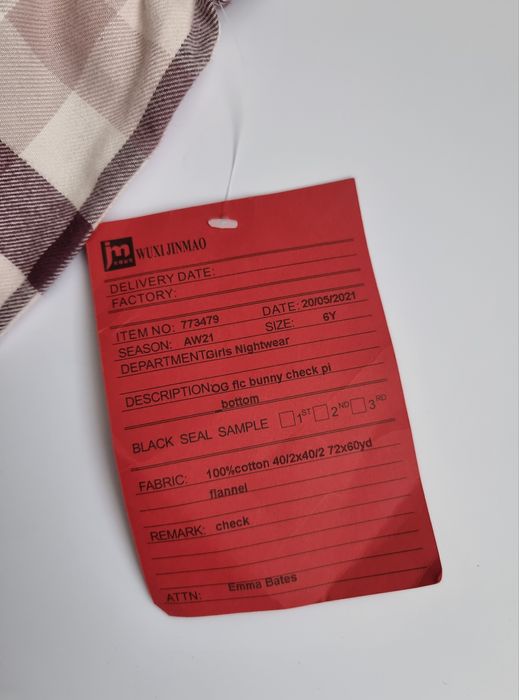 jm WUXI JINMAO
DELIVERY DATE:
FACTORY:
ITEM NO: 773479 DATE: 20/05/2021
SEASON: AW21 SIZE: 6Y
DEPARTMENT Girls Nightwear
DESCRIPTION: OG flc bunny check pj
_bottom
BLACK SEAL SAMPLE 1ST 2ND 3RD
FABRIC: 100%cotton 40/2x40/2 72x60yd
flannel
REMARK: check
ATTN: Emma Bates